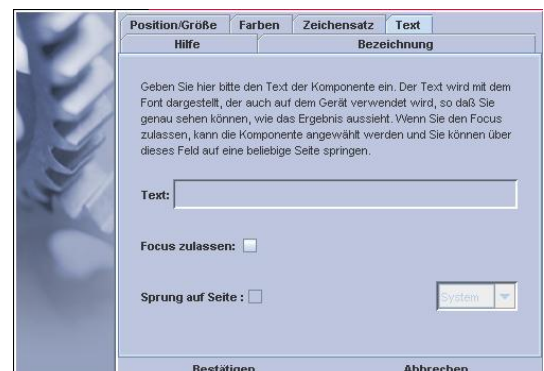 Position/Größe Farben Zeichensatz Text
Hilfe Bezeichnung
Geben Sie hier bitte den Text der Komponente ein. Der Text wird mit dem
Font dargestellt, der auch auf dem Gerät verwendet wird, so daß Sie
genau sehen können, wie das Ergebnis aussieht. Wenn Sie den Focus
zulassen, kann die Komponente angewählt werden und Sie können über
dieses Feld auf eine beliebige Seite springen.
Text:
Focus zulassen:
Sprung auf Seite : System
Bestätigen Abbrechen